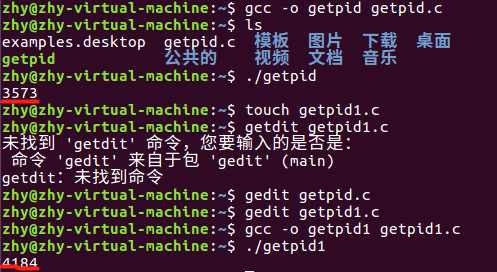 zhy@zhy-virtual-machine:~$ gcc -o getpid getpid.c
zhy@zhy-virtual-machine:~$ ls
examples.desktop  getpid.c  模板  图片  下载  桌面
getpid            公共的    视频  文档  音乐
zhy@zhy-virtual-machine:~$ ./getpid
3573
zhy@zhy-virtual-machine:~$ touch getpid1.c
zhy@zhy-virtual-machine:~$ getdit getpid1.c
未找到 'getdit' 命令，您要输入的是否是：
 命令 'gedit' 来自于包 'gedit' (main)
getdit：未找到命令
zhy@zhy-virtual-machine:~$ gedit getpid.c
zhy@zhy-virtual-machine:~$ gedit getpid1.c
zhy@zhy-virtual-machine:~$ gcc -o getpid1 getpid1.c
zhy@zhy-virtual-machine:~$ ./getpid1
4184